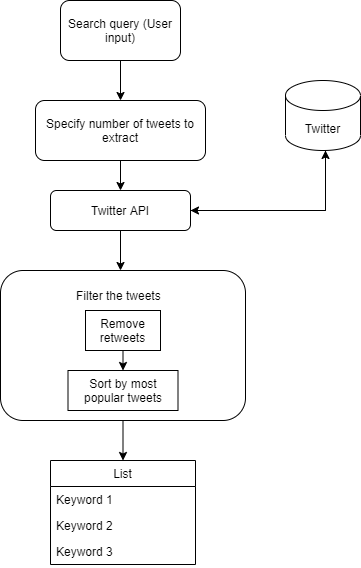 Search query (User
input)
Specify number of tweets to
extract
Twitter
Twitter API
Filter the tweets
Remove
retweets
Sort by most
popular tweets
List
Keyword 1
Keyword 2
Keyword 3